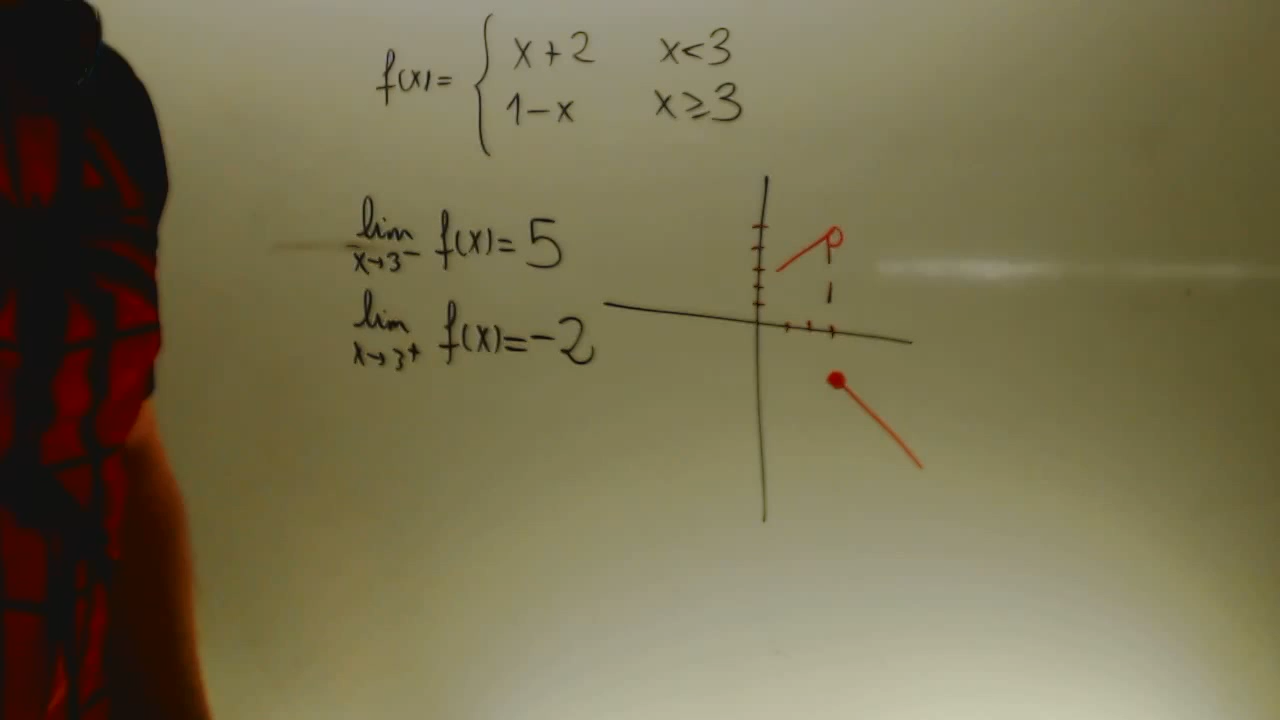 f(x) = { x + 2 x < 3
1 - x x ≥ 3
lim x→3⁻ f(x) = 5
lim x→3⁺ f(x) = -2